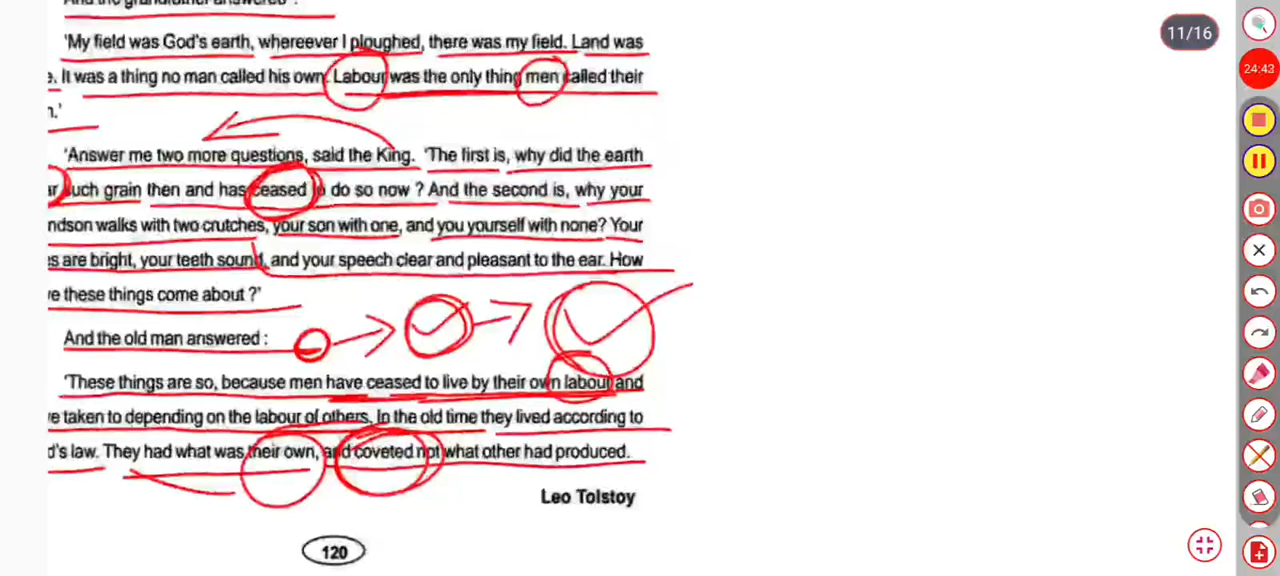 And the grandfather answered :
'My field was God's earth, whereever I ploughed, there was my field. Land was
e. It was a thing no man called his own. Labour was the only thing men called their
n.'
'Answer me two more questions, said the King. 'The first is, why did the earth
ar such grain then and has ceased to do so now ? And the second is, why your
ndson walks with two crutches, your son with one, and you yourself with none? Your
s are bright, your teeth sound, and your speech clear and pleasant to the ear. How
ve these things come about ?'
And the old man answered :
'These things are so, because men have ceased to live by their own labour and
e taken to depending on the labour of others. In the old time they lived according to
d's law. They had what was their own, and coveted not what other had produced.
Leo Tolstoy
120
11/16
24:43